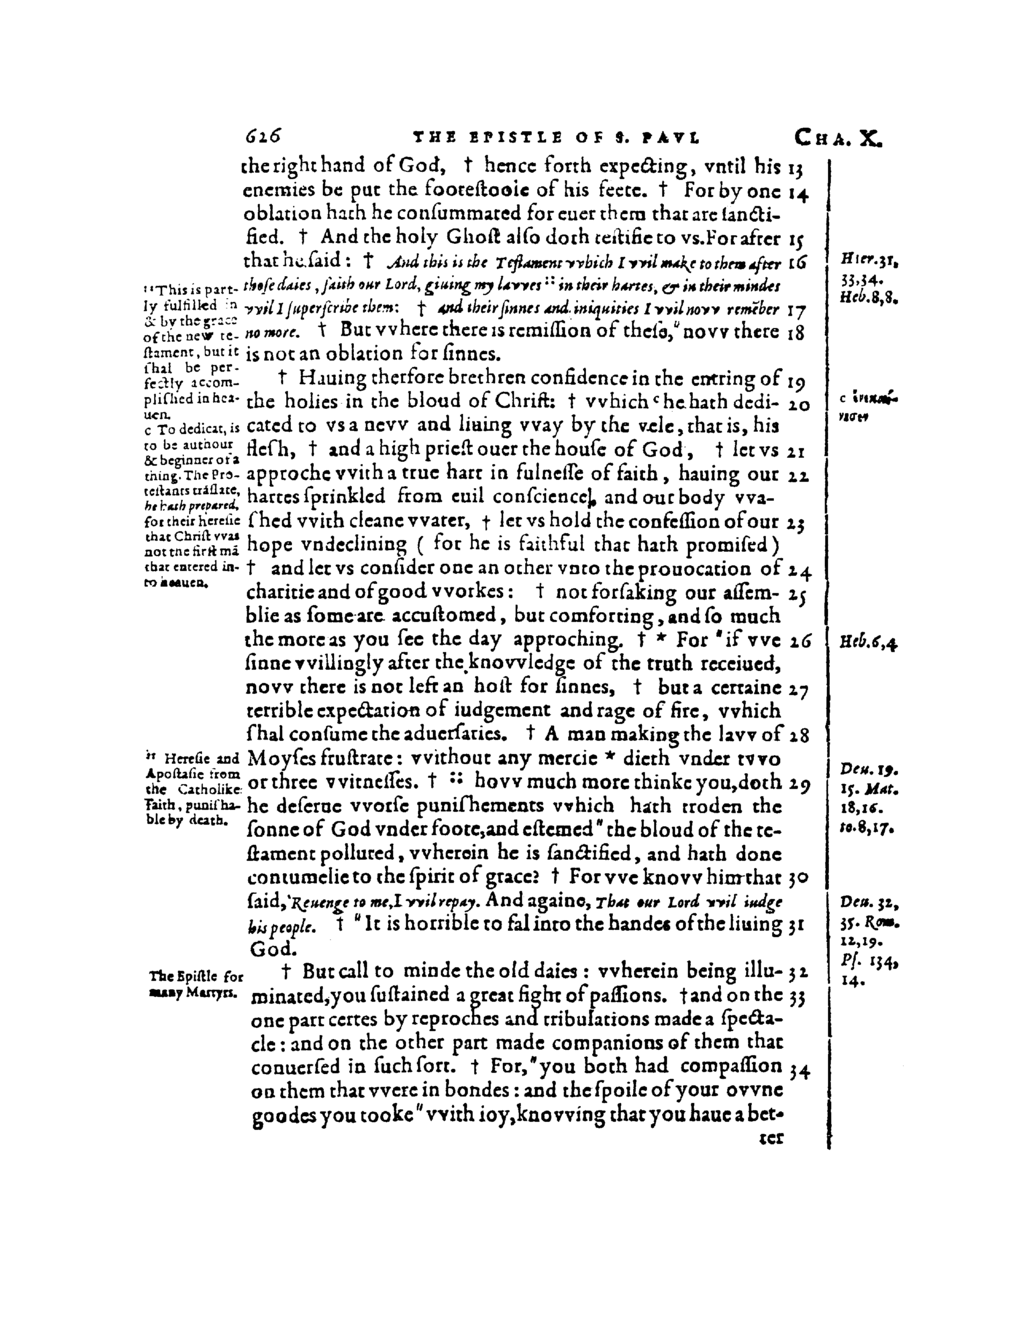 626 THE EPISTLE OF S. PAVL CHA. X.
the right hand of God, † hence forth expecting, vntil his 13
enemies be put the footeſtoole of his feete. † For by one 14
oblation hath he conſummated for euer them that are ſancti-
fied. † And the holy Ghoſt alſo doth teſtifie to vs. For after 15
that he ſaid: † And this is the Teſtament vvhich I vvil make to them after 16
thoſe daies, ſaith our Lord, giuing my lavves :: in their hartes, & in their mindes
vvil I ſuperſcribe them: † and their ſinnes and iniquities I vvil novv remẽber 17
no more. † But vvhere there is remiſſion of theſe, " novv there 18
is not an oblation for ſinnes.
† Hauing therfore brethren confidence in the entring of 19
the holies in the bloud of Chriſt: † vvhich c he hath dedi- 20
cated to vs a nevv and liuing vvay by the vele, that is, his
fleſh, † and a high prieſt ouer the houſe of God, † let vs 21
approche vvith a true hart in fulneſſe of faith, hauing our 22
hartes ſprinkled from euil conſcience, and our body vva-
ſhed vvith cleane vvater, † let vs hold the confeſſion of our 23
hope vndeclining ( for he is faithful that hath promiſed )
† and let vs conſider one an other vnto the prouocation of 24
charitie and of good vvorkes: † not forſaking our aſſem- 25
blie as ſome are accuſtomed, but comforting, and ſo much
the more as you ſee the day approching. † * For " if vve 26
ſinne vvillingly after the knovvledge of the truth receiued,
novv there is not left an hoſt for ſinnes, † but a certaine 27
terrible expectation of iudgement and rage of fire, vvhich
ſhal conſume the aduerſaries. † A man making the lavv of 28
Moyſes fruſtrate: vvithout any mercie * dieth vnder tvvo
or three vvitneſſes. † :: hovv much more thinke you, doth 29
he deſerue vvorſe puniſhements vvhich hath troden the
ſonne of God vnder foote, and eſtemed " the bloud of the te-
ſtament polluted, vvherein he is ſanctified, and hath done
contumelie to the ſpirit of grace? † For vve knovv him that 30
ſaid, 'Reuenge to me, I vvil repay. And againe, That our Lord vvil iudge
his people. † " It is horrible to fal into the handes of the liuing 31
God.
† But call to minde the old daies: vvherein being illu- 32
minated, you ſuſtained a great fight of paſſions. † and on the 33
one part certes by reproches and tribulations made a ſpecta-
cle: and on the other part made companions of them that
conuerſed in ſuch ſort. † For, " you both had compaſſion 34
on them that vvere in bondes: and the ſpoile of your ovvne
goodes you tooke " vvith ioy, knovving that you haue a bet-
ter
:: This is part-
ly fulfilled in
& by the grace
of the new te-
ſtament, but it
ſhal be per-
fectly accom-
pliſhed in hea-
uen.
c To dedicat, is
to be authour
& beginner of a
thing. The Pro-
teſtants trãſlate,
he hath prepared,
for their hereſie
that Chriſt vvas
not the firſt mã
that entered in-
to heauen.
:: Hereſie and
Apoſtaſie from
the Catholike
Faith, puniſha-
ble by death.
The Epiſtle for
many Martyrs.
Hier. 31,
33, 34.
Heb. 8, 8.
c
Heb. 6, 4
Deu. 19.
15. Mat.
18, 16.
Io. 8, 17.
Deu. 32,
35. Rom.
12, 19.
Pſ. 134,
14.